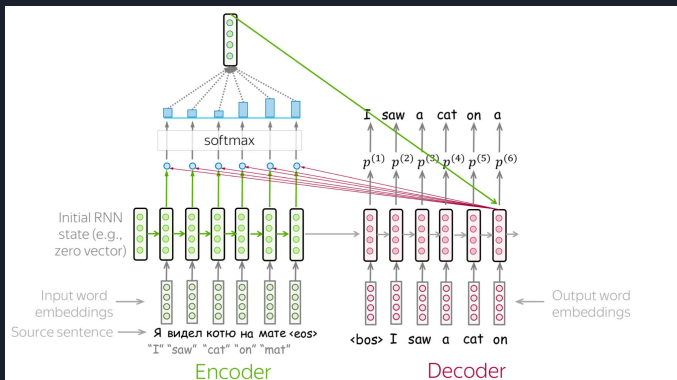 I saw a cat on a
softmax
p(1) p(2) p(3) p(4) p(5) p(6)
Initial RNN
state (e.g.,
zero vector)
Input word
embeddings
Output word
embeddings
Source sentence
Я видел котю на мате <eos>
"I" "saw" "cat" "on" "mat"
<bos> I saw a cat on
Encoder
Decoder